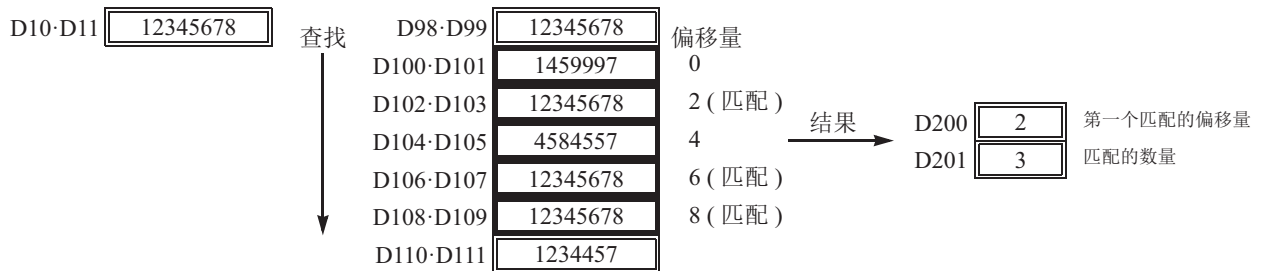 D10·D11 12345678 查找 D98·D99 12345678 偏移量
D100·D101 1459997 0
D102·D103 12345678 2 ( 匹配 )
D104·D105 4584557 4
D106·D107 12345678 6 ( 匹配 )
D108·D109 12345678 8 ( 匹配 )
D110·D111 1234457
结果
D200 2 第一个匹配的偏移量
D201 3 匹配的数量